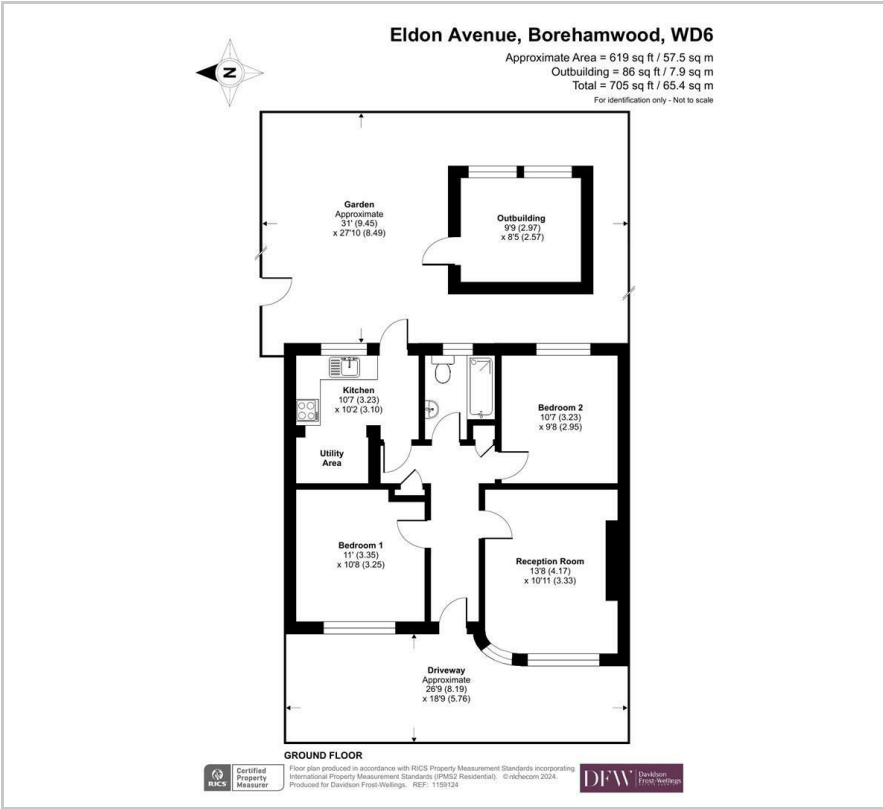 Eldon Avenue, Borehamwood, WD6
Approximate Area = 619 sq ft / 57.5 sq m
Outbuilding = 86 sq ft / 7.9 sq m
Total = 705 sq ft / 65.4 sq m
For identification only - Not to scale
N
Garden
Approximate
31' (9.45)
x 27'10 (8.49)
Outbuilding
9'9 (2.97)
x 8'5 (2.57)
Kitchen
10'7 (3.23)
x 10'2 (3.10)
Utility
Area
Bedroom 2
10'7 (3.23)
x 9'8 (2.95)
Bedroom 1
11' (3.35)
x 10'8 (3.25)
Reception Room
13'8 (4.17)
x 10'11 (3.33)
Driveway
Approximate
26'9 (8.19)
x 18'9 (5.76)
GROUND FLOOR
RICS
Certified
Property
Measurer
Floor plan produced in accordance with RICS Property Measurement Standards incorporating
International Property Measurement Standards (IPMS2 Residential). © nichecom 2024.
Produced for Davidson Frost-Wellings. REF: 1159124
DFW
Davidson
Frost-Wellings